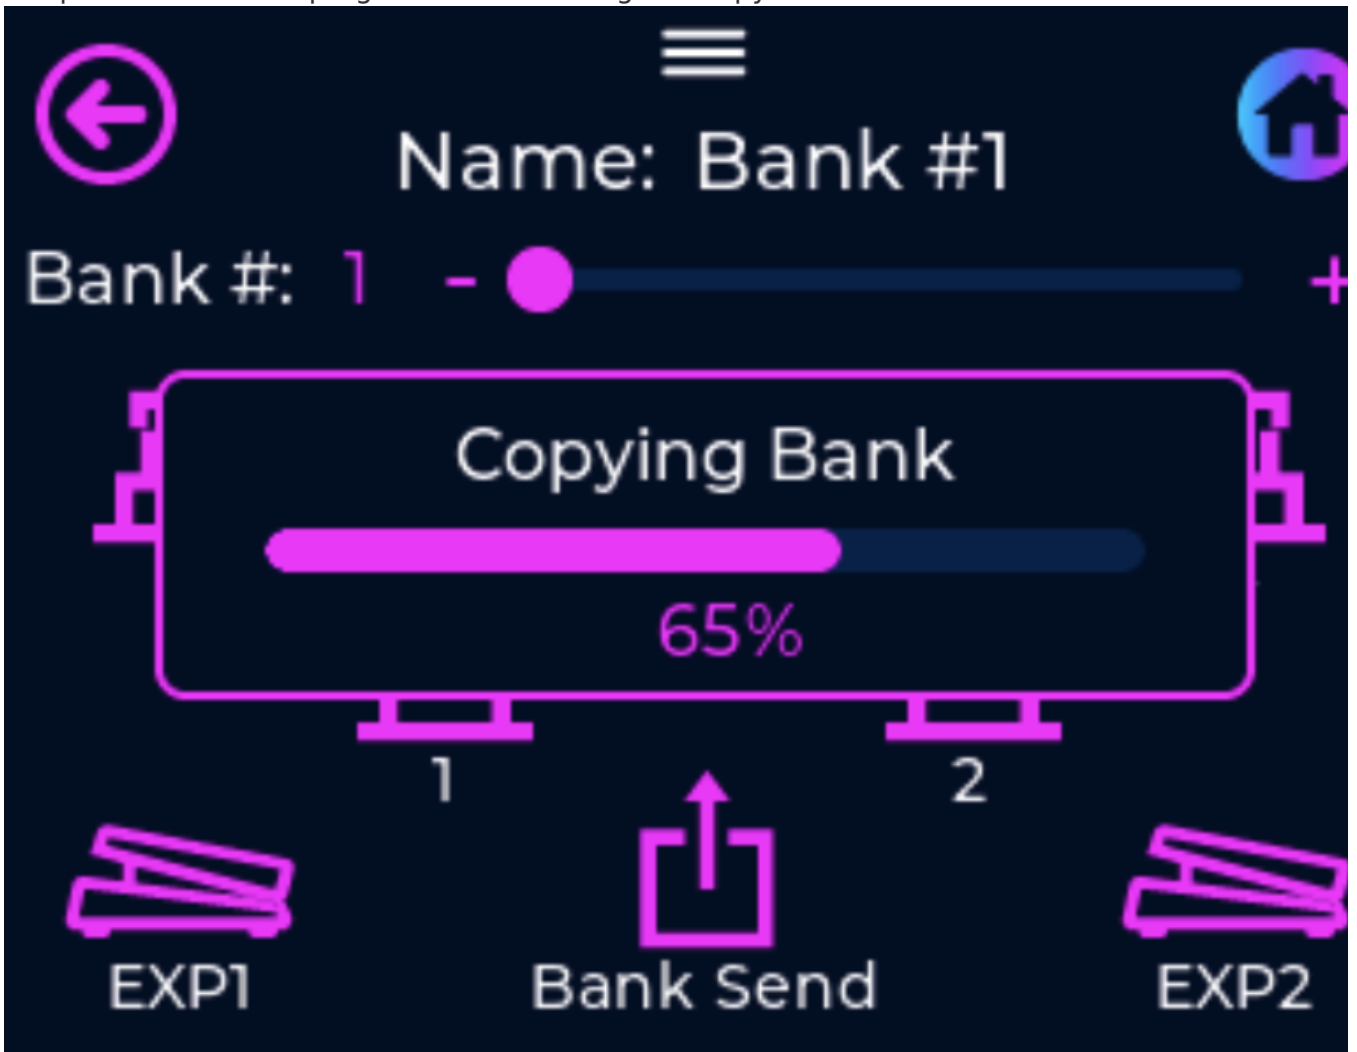 Name: Bank #1
Bank #: 1 - +
Copying Bank
65%
1 2
EXP1 Bank Send EXP2